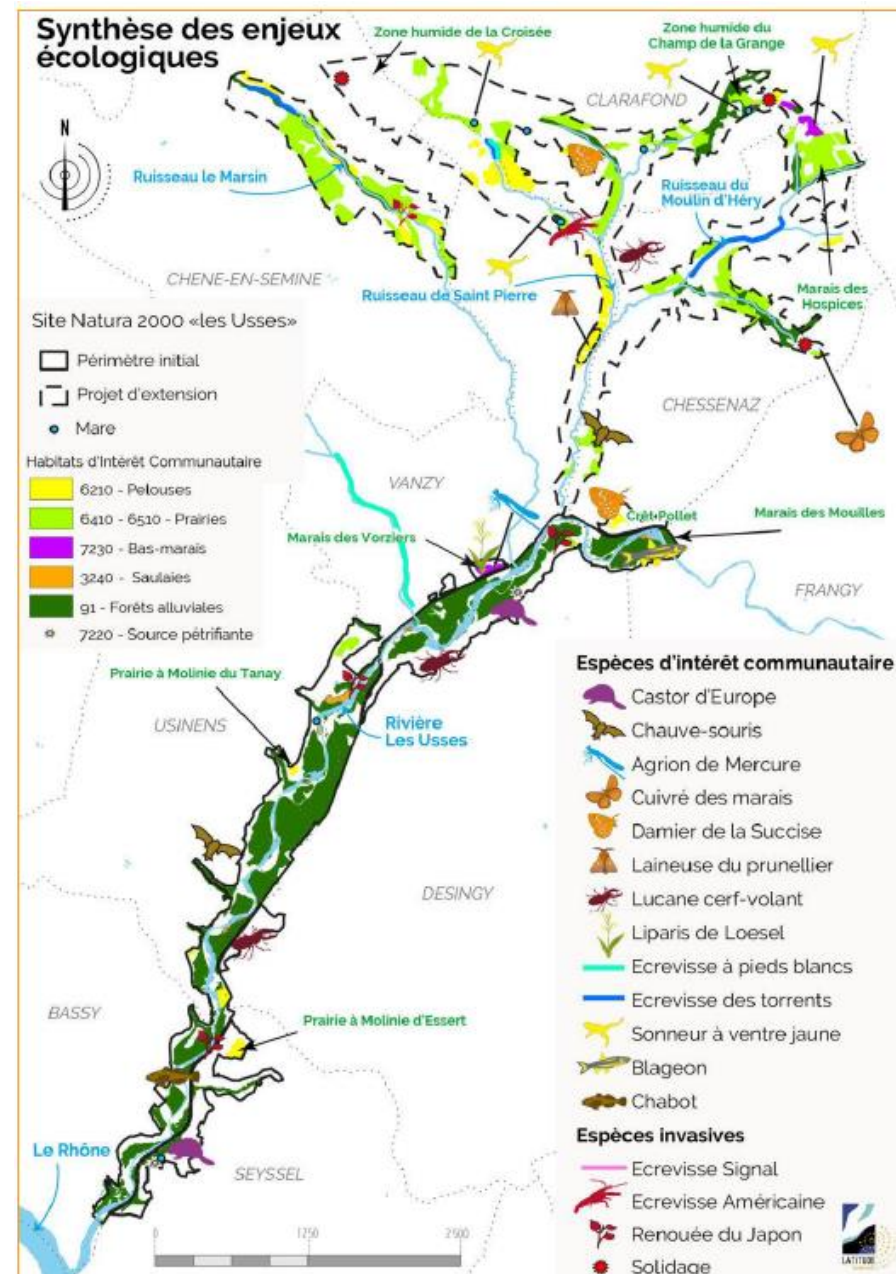 Synthèse des enjeux
écologiques
Zone humide de la Croisée
Zone humide du
Champ de la Grange
CLARAFOND
N
Ruisseau le Marsin
Ruisseau du
Moulin d'Héry
CHENE-EN-SEMINE
Ruisseau de Saint Pierre
Marais des
Hospices
Site Natura 2000 «les Usses»
Périmètre initial
Projet d'extension
Mare
Habitats d'Intérêt Communautaire
6210 - Pelouses
6410 - 6510 - Prairies
7230 - Bas-marais
3240 - Saulaies
91 - Forêts alluviales
7220 - Source pétrifiante
CHESSENAZ
VANZY
Marais des Vorziers
Crêt Pollet
Marais des Mouilles
FRANGY
Prairie à Molinie du Tanay
USINENS
Rivière
Les Usses
DESINGY
BASSY
Prairie à Molinie d'Essert
Le Rhône
SEYSSEL
0 1250 2500
Espèces d'intérêt communautaire
Castor d'Europe
Chauve-souris
Agrion de Mercure
Cuivré des marais
Damier de la Succise
Laineuse du prunellier
Lucane cerf-volant
Liparis de Loesel
Ecrevisse à pieds blancs
Ecrevisse des torrents
Sonneur à ventre jaune
Blageon
Chabot
Espèces invasives
Ecrevisse Signal
Ecrevisse Américaine
Renouée du Japon
Solidage
LATITUDE